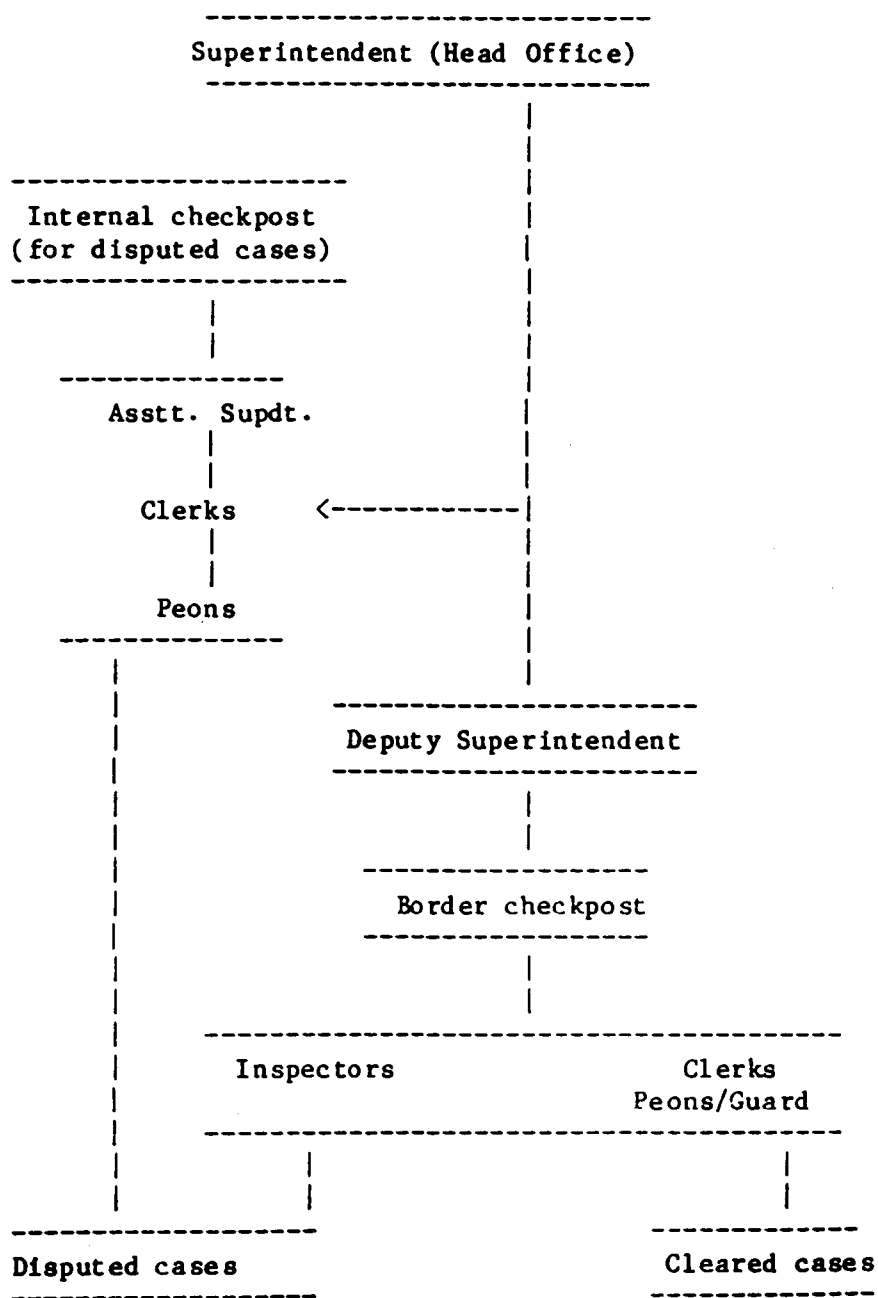 Superintendent (Head Office)
Internal checkpost
(for disputed cases)
Asstt. Supdt.
Clerks
Peons
Deputy Superintendent
Border checkpost
Inspectors Clerks
Peons/Guard
Disputed cases Cleared cases